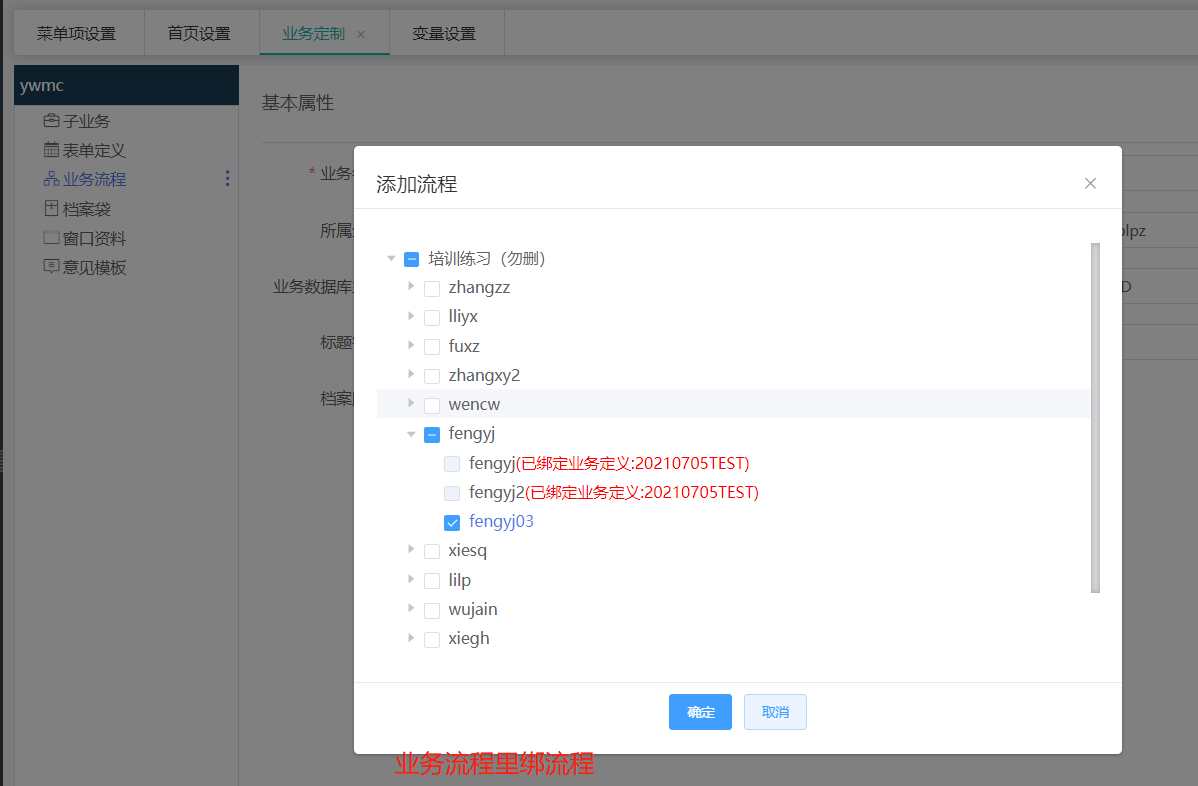 菜单项设置 首页设置 业务定制 变量设置
ywmc
子业务
表单定义
业务流程
档案袋
窗口资料
意见模板
基本属性
* 业务
所属
业务数据库
标题
档案
olpz
D
添加流程
培训练习（勿删）
zhangzz
lliyx
fuxz
zhangxy2
wencw
fengyj
fengyj(已绑定业务定义:20210705TEST)
fengyj2(已绑定业务定义:20210705TEST)
fengyj03
xiesq
lilp
wujain
xiegh
确定 取消
业务流程里绑流程